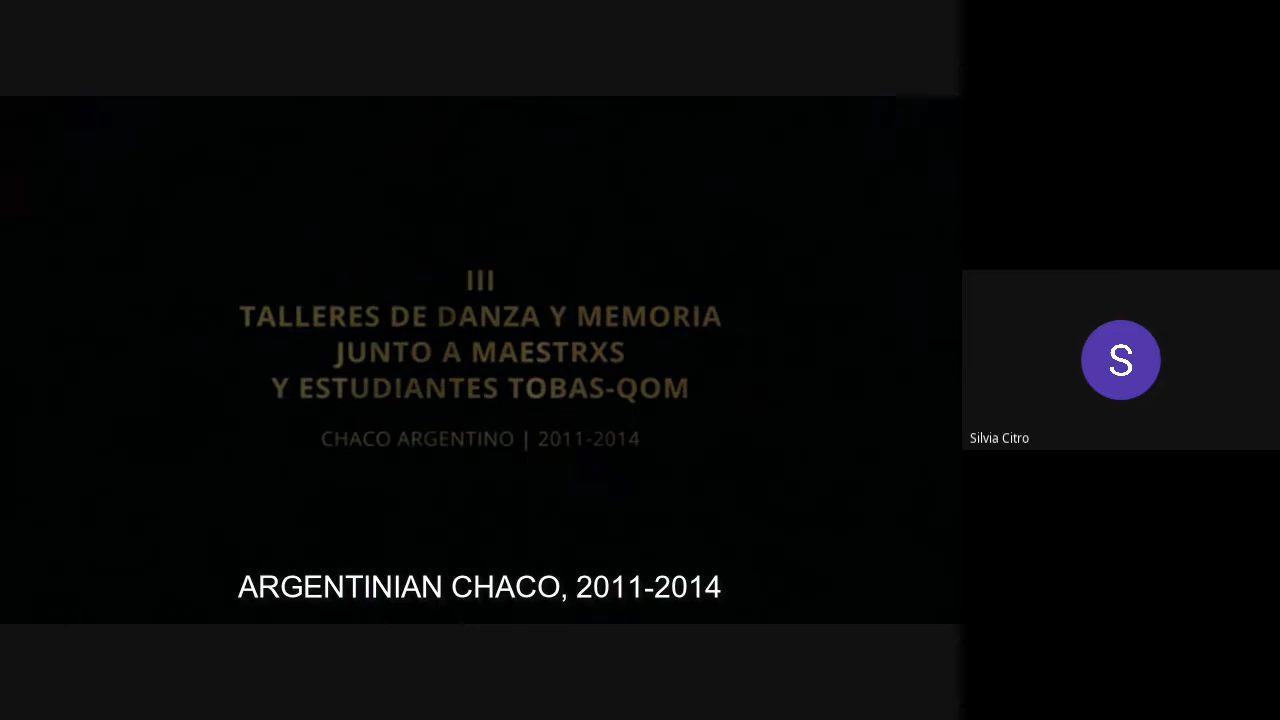 III
TALLERES DE DANZA Y MEMORIA
JUNTO A MAESTRXS
Y ESTUDIANTES TOBAS-QOM
CHACO ARGENTINO | 2011-2014
ARGENTINIAN CHACO, 2011-2014
S
Silvia Citro